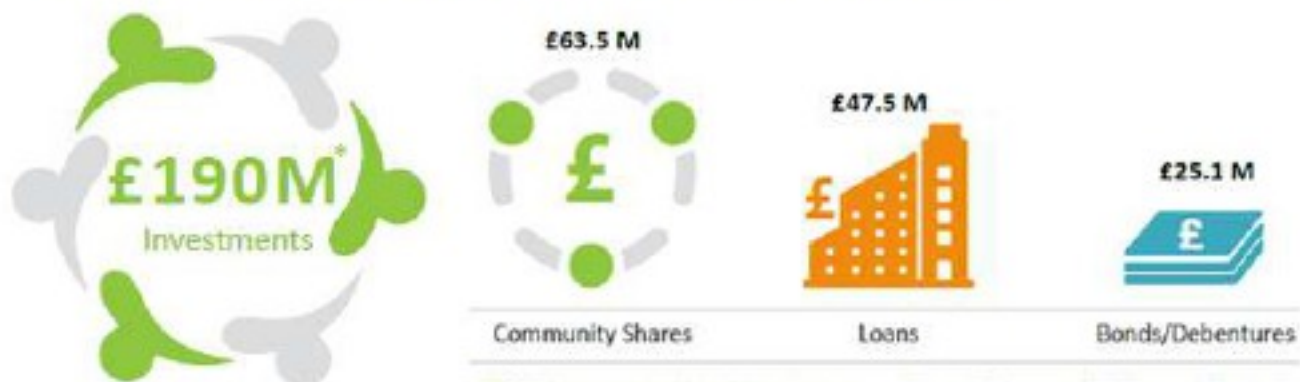 £190M*
Investments
£63.5 M
£
Community Shares
£47.5 M
£
Loans
£25.1 M
£
Bonds/Debentures